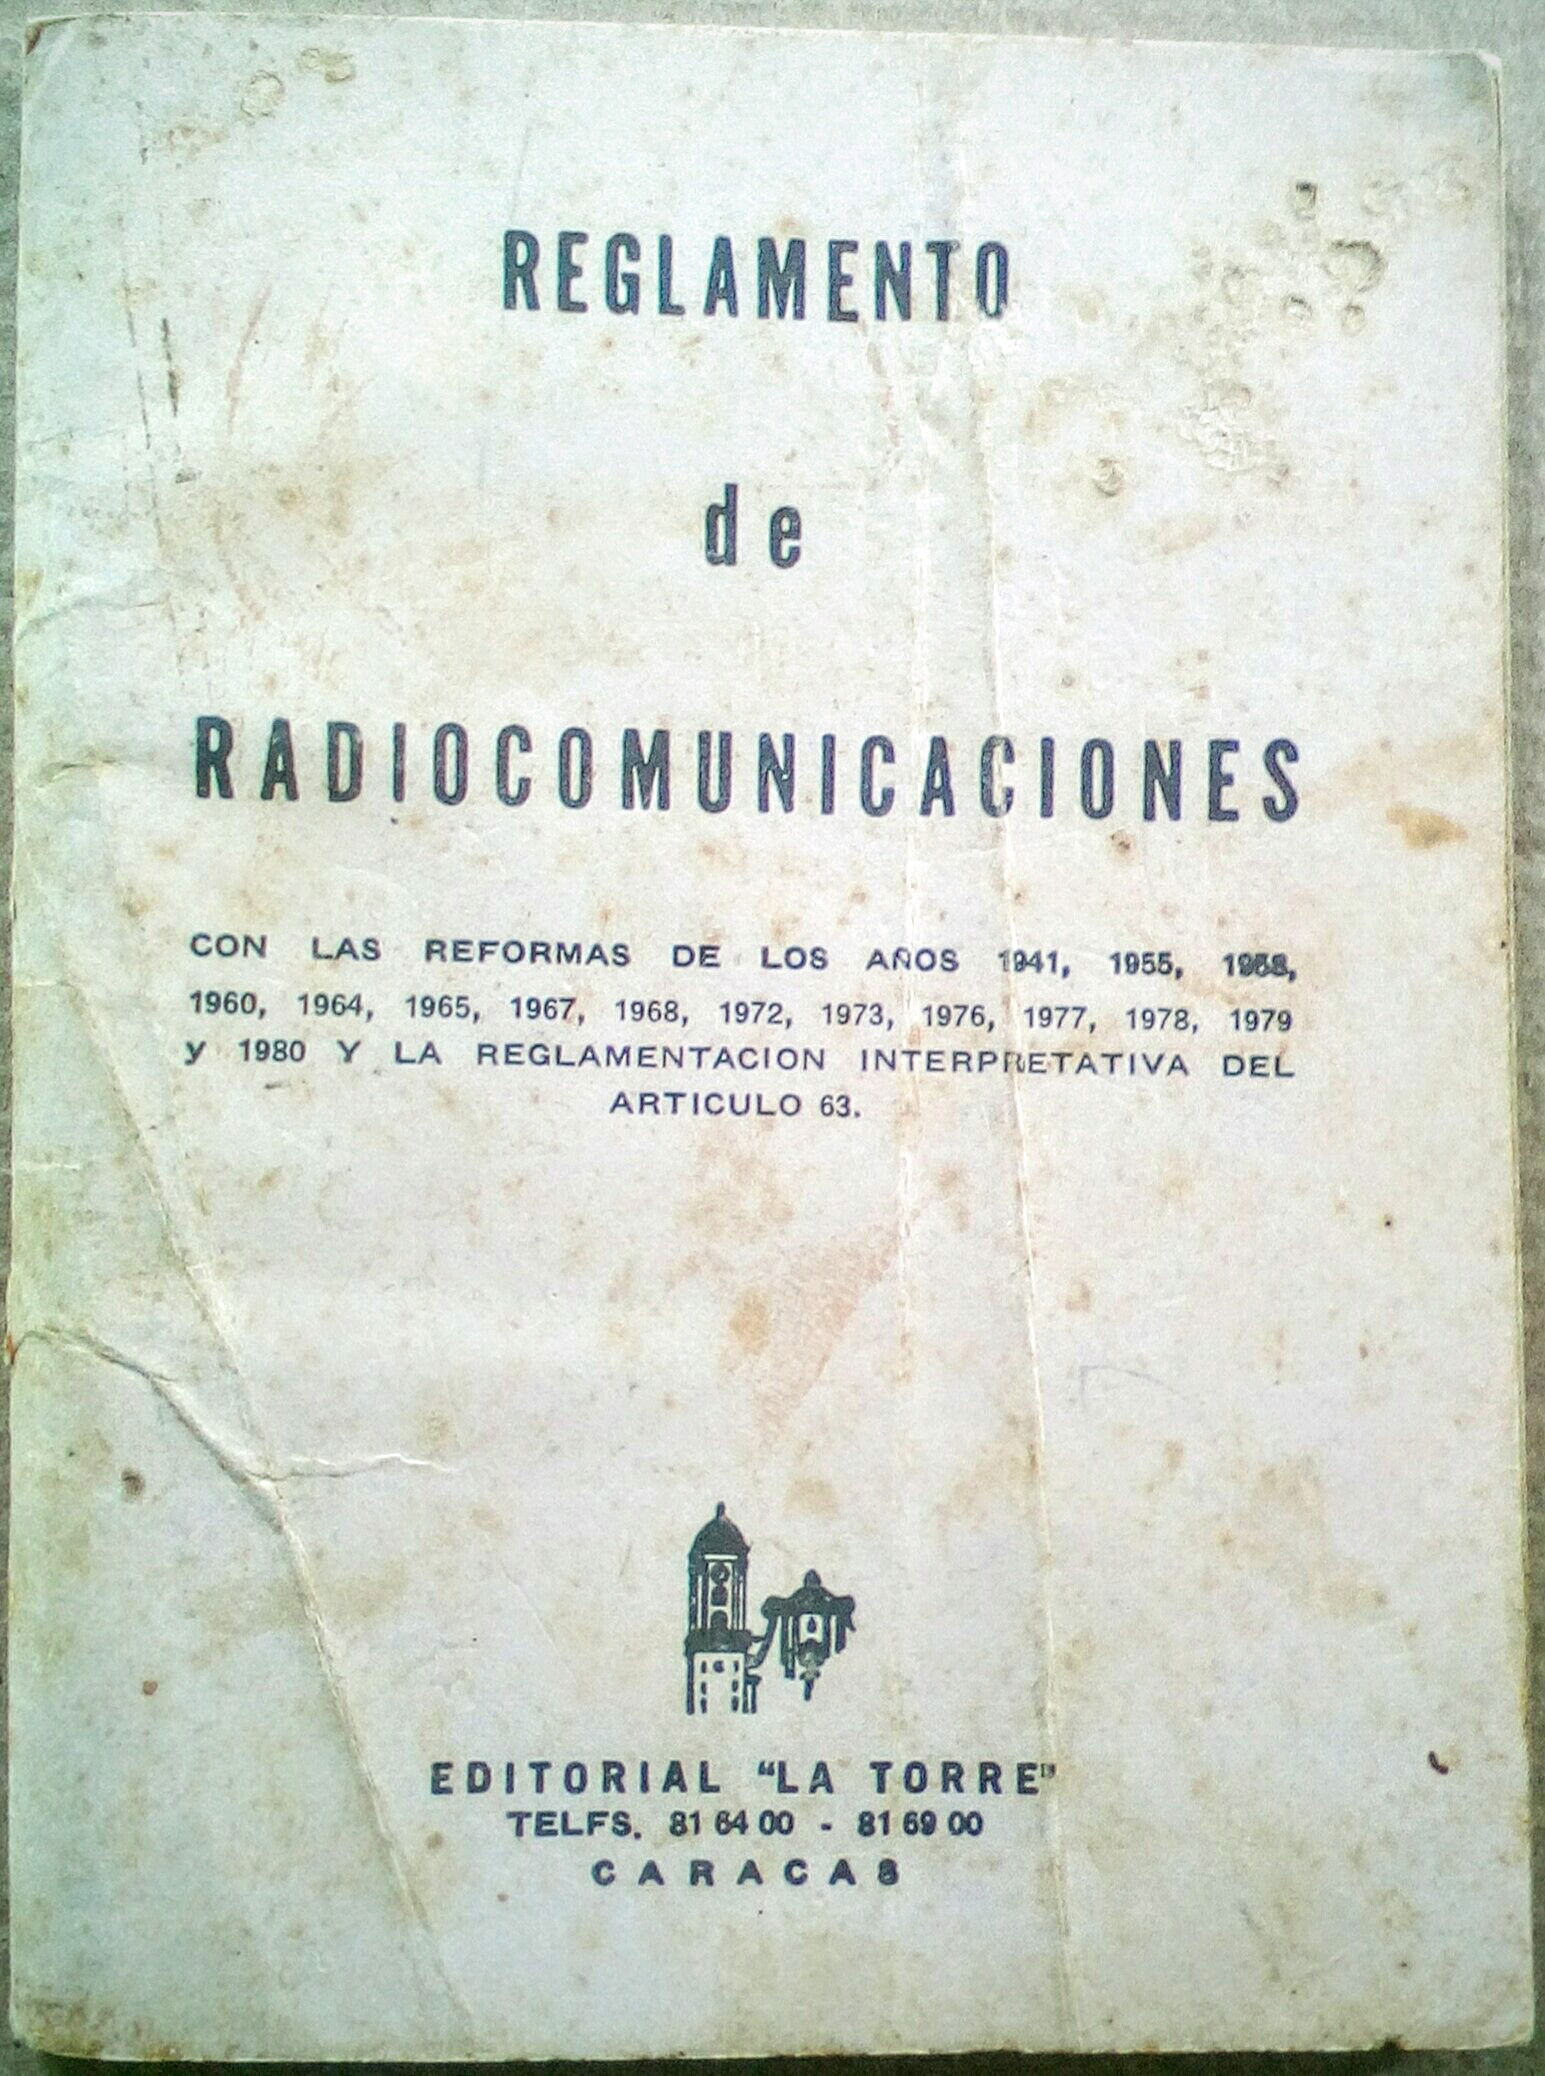 REGLAMENTO
de
RADIOCOMUNICACIONES
CON LAS REFORMAS DE LOS AÑOS 1941, 1955, 1958,
1960, 1964, 1965, 1967, 1968, 1972, 1973, 1976, 1977, 1978, 1979
y 1980 Y LA REGLAMENTACION INTERPRETATIVA DEL
ARTICULO 63.
EDITORIAL "LA TORRE"
TELFS. 81 64 00 - 81 69 00
CARACAS